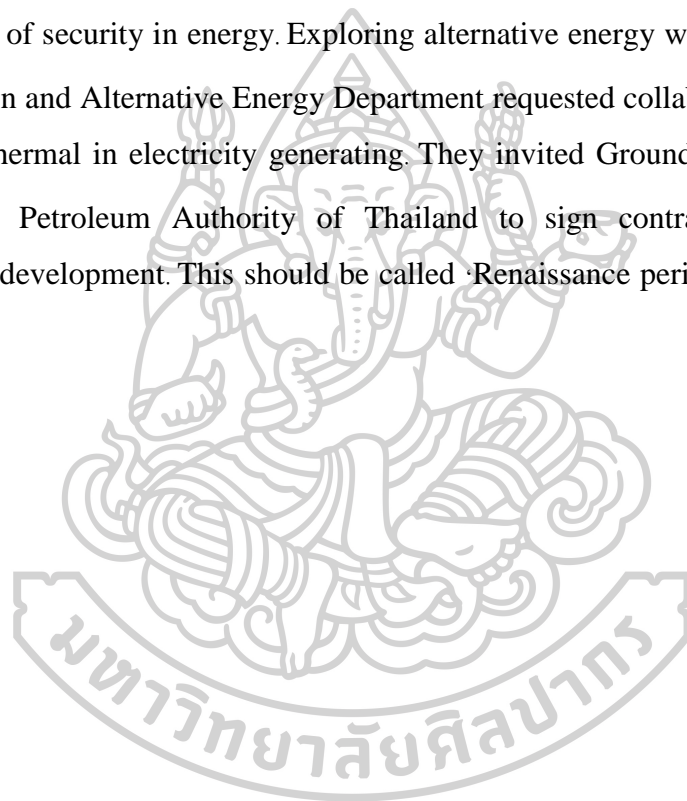 of security in energy. Exploring alternative energy w
n and Alternative Energy Department requested colla
hermal in electricity generating. They invited Ground
Petroleum Authority of Thailand to sign contra
development. This should be called ‘Renaissance peri
มหาวิทยาลัยศิลปากร